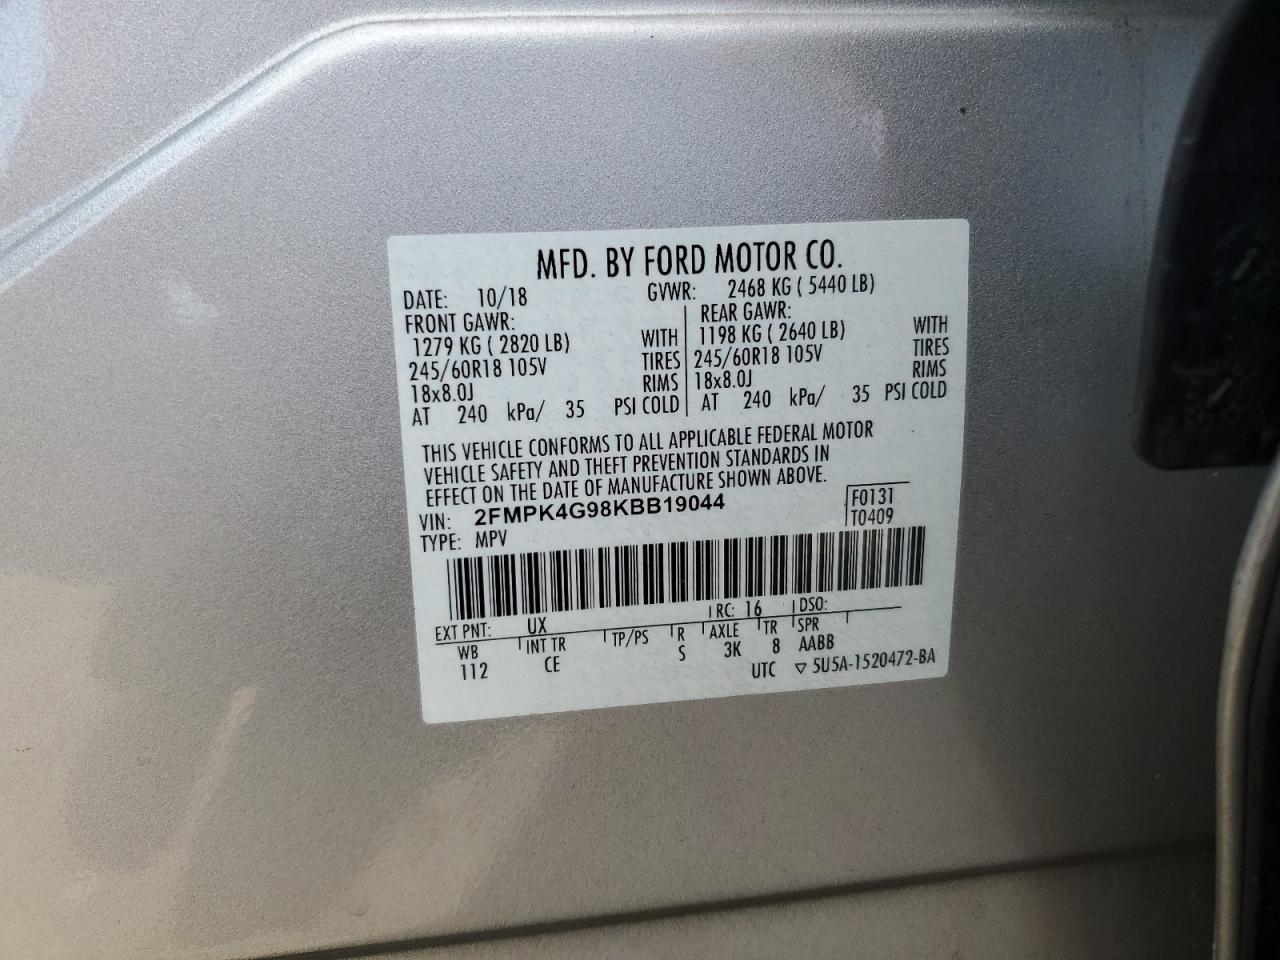 MFD. BY FORD MOTOR CO.
DATE: 10/18 GVWR: 2468 KG ( 5440 LB)
FRONT GAWR: REAR GAWR:
1279 KG ( 2820 LB) WITH 1198 KG ( 2640 LB) WITH
245/60R18 105V TIRES 245/60R18 105V TIRES
18x8.0J RIMS 18x8.0J RIMS
AT 240 kPa/ 35 PSI COLD AT 240 kPa/ 35 PSI COLD
THIS VEHICLE CONFORMS TO ALL APPLICABLE FEDERAL MOTOR
VEHICLE SAFETY AND THEFT PREVENTION STANDARDS IN
EFFECT ON THE DATE OF MANUFACTURE SHOWN ABOVE.
VIN: 2FMPK4G98KBB19044 F0131
TYPE: MPV T0409
EXT PNT: UX RC: 16 DSO:
WB INT TR TP/PS R AXLE TR SPR
112 CE S 3K 8 AABB
UTC ▽ 5U5A-1520472-BA